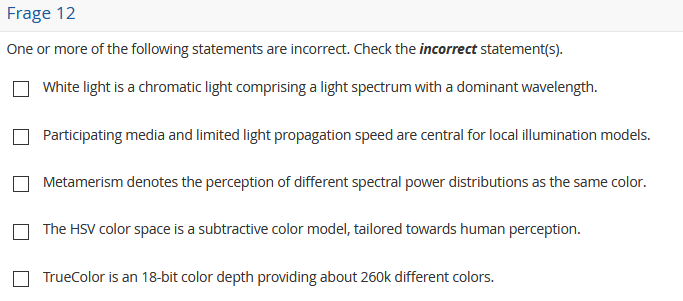 Frage 12
One or more of the following statements are incorrect. Check the incorrect statement(s).
White light is a chromatic light comprising a light spectrum with a dominant wavelength.
Participating media and limited light propagation speed are central for local illumination models.
Metamerism denotes the perception of different spectral power distributions as the same color.
The HSV color space is a subtractive color model, tailored towards human perception.
TrueColor is an 18-bit color depth providing about 260k different colors.